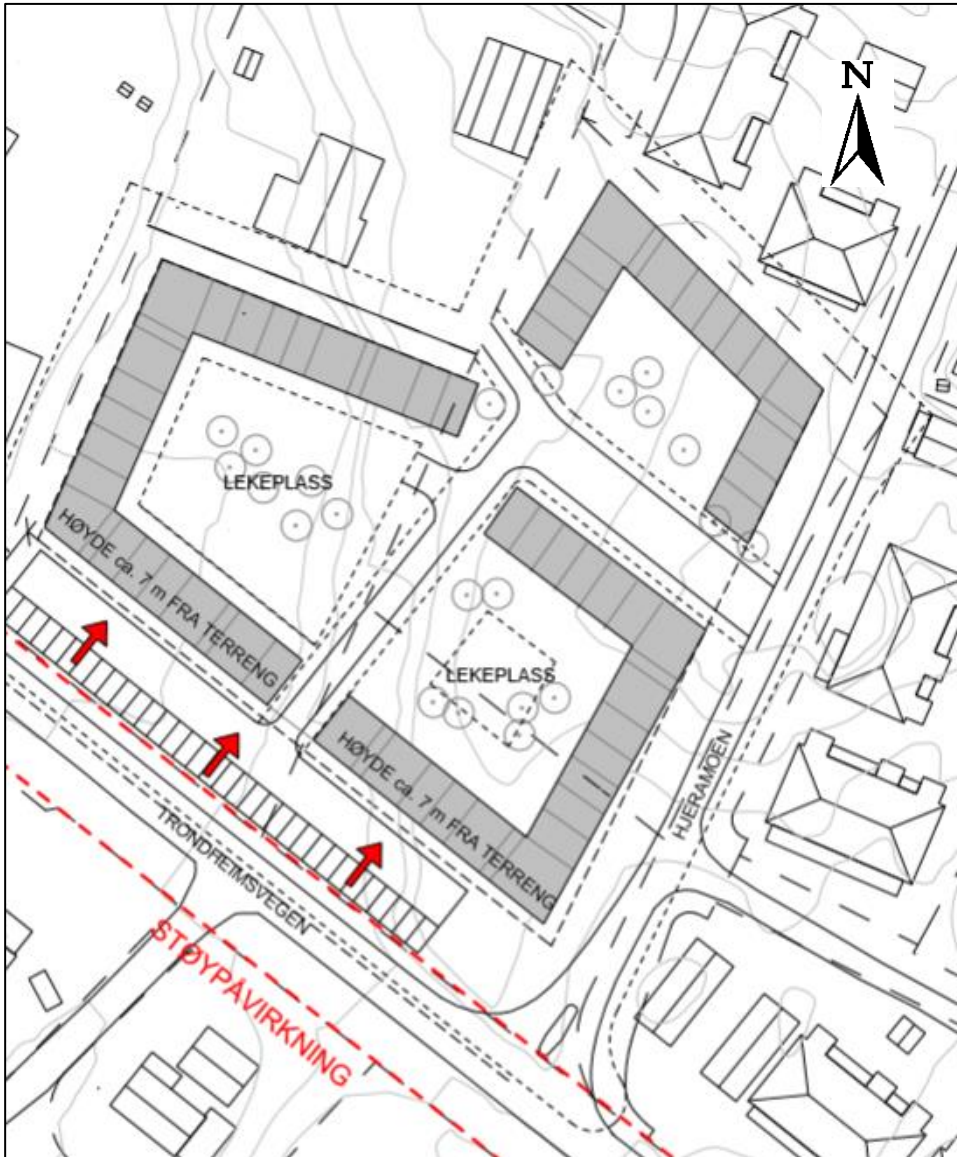 N
LEKEPLASS
HØYDE ca. 7 m FRA TERRENG
LEKEPLASS
HØYDE ca. 7 m FRA TERRENG
HJERAMOEN
TRONDHEIMSVEGEN
STØYPÅVIRKNING